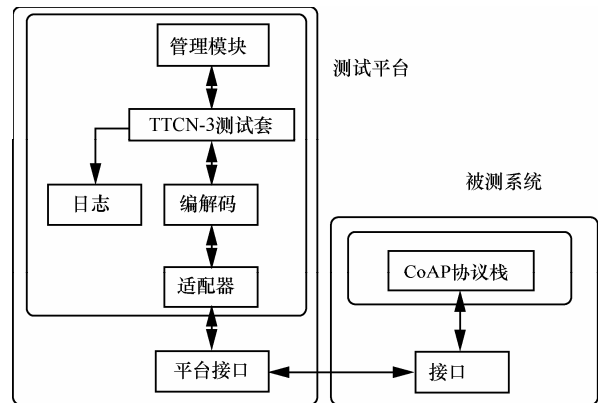 管理模块
测试平台
TTCN-3测试套
被测系统
日志
编解码
CoAP协议栈
适配器
平台接口
接口